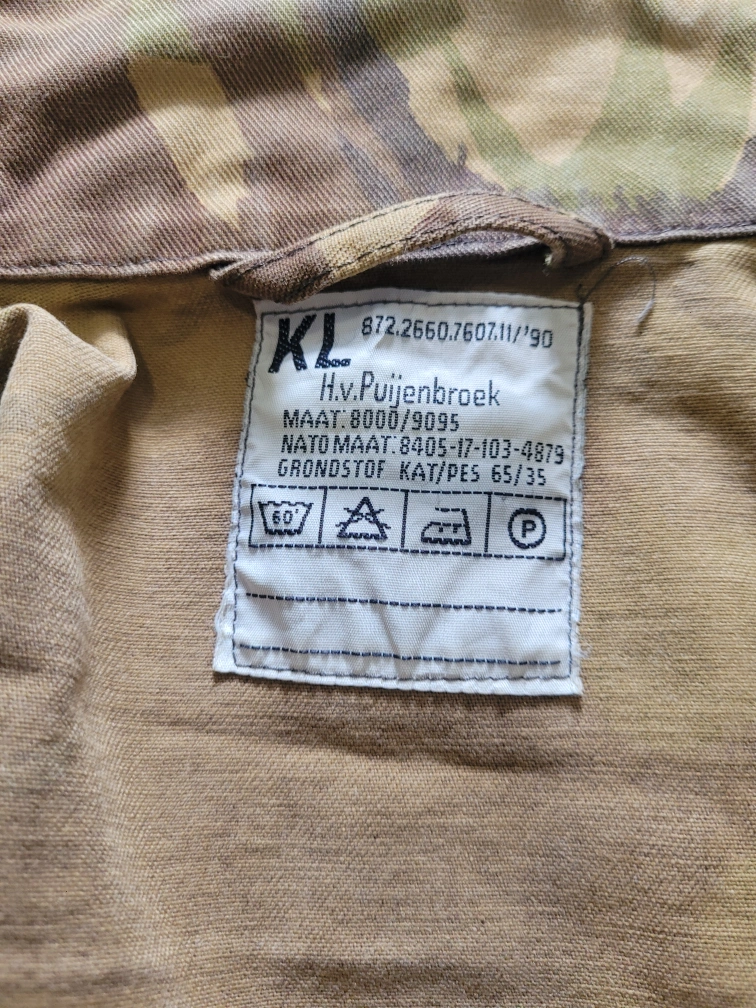 KL 872.2660.7607.11/'90
H.v.Puijenbroek
MAAT: 8000/9095
NATO MAAT: 8405-17-103-4879
GRONDSTOF KAT/PES 65/35
60° P